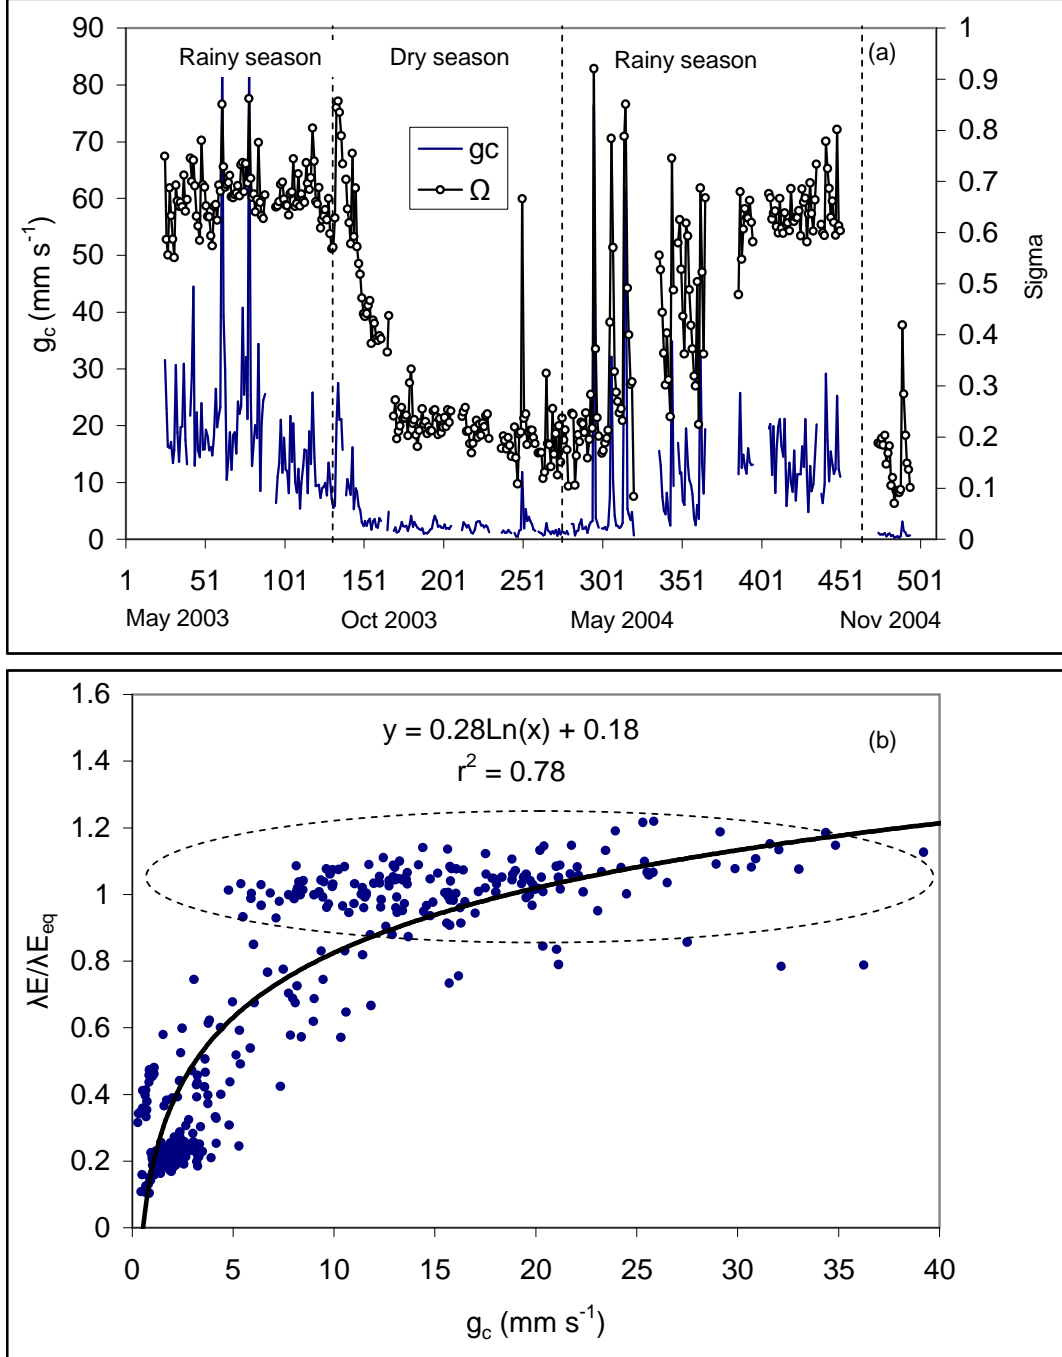 90
80
70
60
50
40
30
20
10
0
g_c (mm s^-1)
Rainy season
Dry season
Rainy season
(a)
gc
Ω
1
0.9
0.8
0.7
0.6
0.5
0.4
0.3
0.2
0.1
0
Sigma
1 51 101 151 201 251 301 351 401 451 501
May 2003 Oct 2003 May 2004 Nov 2004
1.6
1.4
1.2
1
0.8
0.6
0.4
0.2
0
λE/λE_eq
y = 0.28Ln(x) + 0.18
r^2 = 0.78
(b)
0 5 10 15 20 25 30 35 40
g_c (mm s^-1)